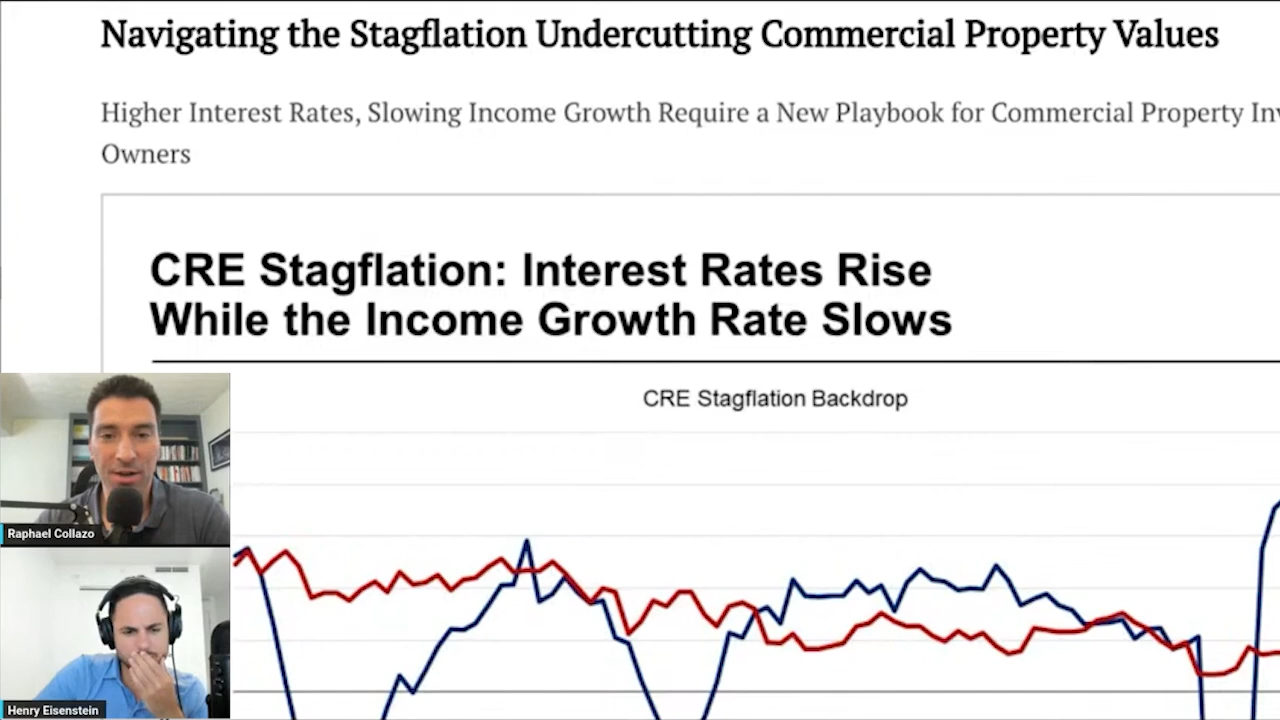 Navigating the Stagflation Undercutting Commercial Property Values
Higher Interest Rates, Slowing Income Growth Require a New Playbook for Commercial Property
Owners
CRE Stagflation: Interest Rates Rise
While the Income Growth Rate Slows
CRE Stagflation Backdrop
Raphael Collazo
Henry Eisenstein